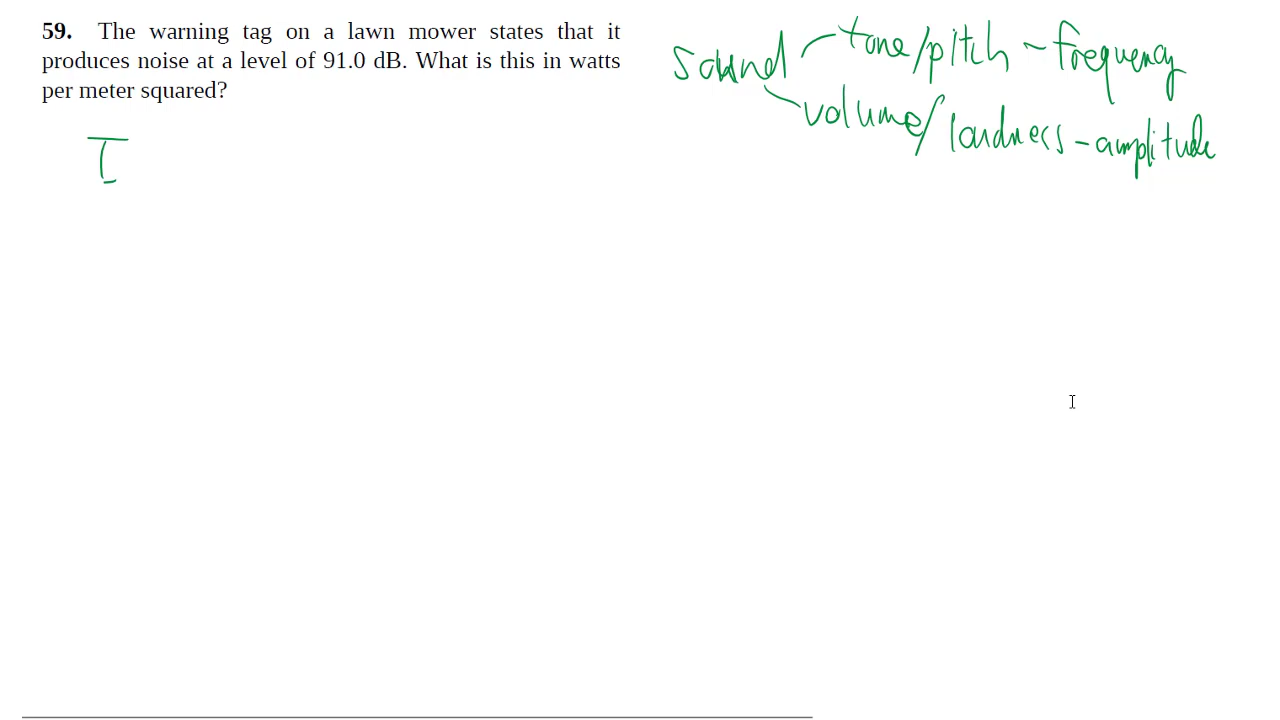 59. The warning tag on a lawn mower states that it
produces noise at a level of 91.0 dB. What is this in watts
per meter squared?
sound tone/pitch ~ frequency
volume/loudness - amplitude
I